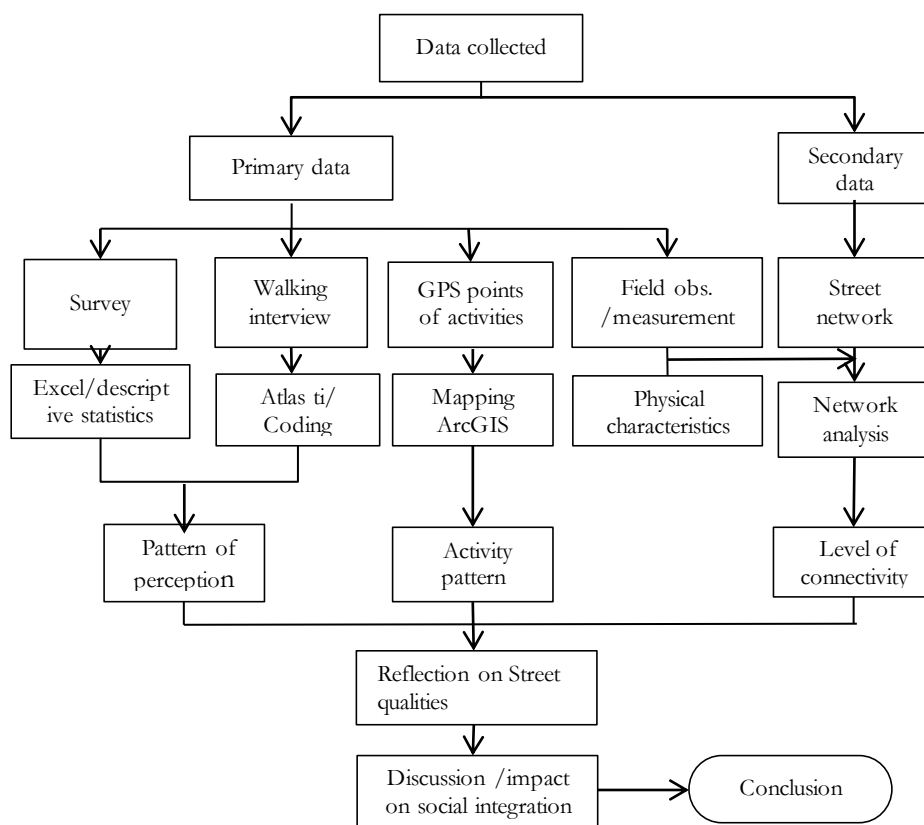 Data collected
Primary data
Secondary
data
Survey
Walking
interview
GPS points
of activities
Field obs.
/measurement
Street
network
Excel/descript
ive statistics
Atlas ti/
Coding
Mapping
ArcGIS
Physical
characteristics
Network
analysis
Pattern of
perception
Activity
pattern
Level of
connectivity
Reflection on Street
qualities
Discussion /impact
on social integration
Conclusion